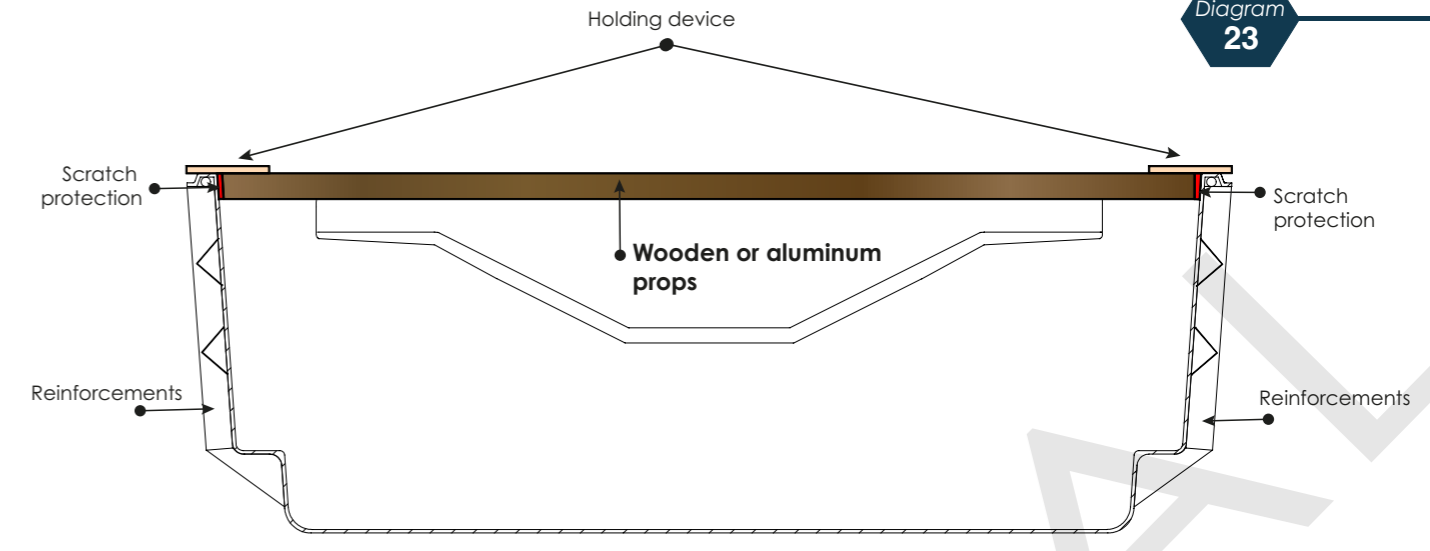 Holding device
Diagram
23
Scratch
protection
Scratch
protection
Wooden or aluminum
props
Reinforcements
Reinforcements